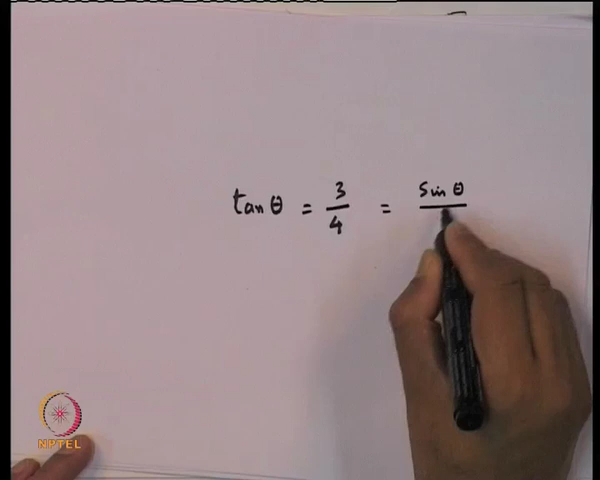 tan θ = 3/4 = sin θ/
NPTEL